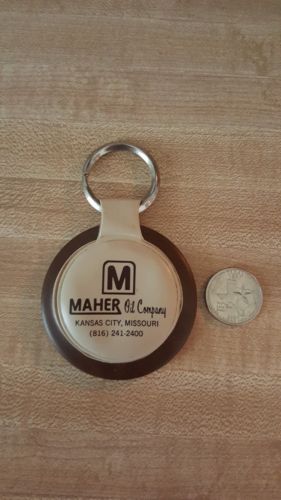 M
MAHER Oil Company
KANSAS CITY, MISSOURI
(816) 241-2400